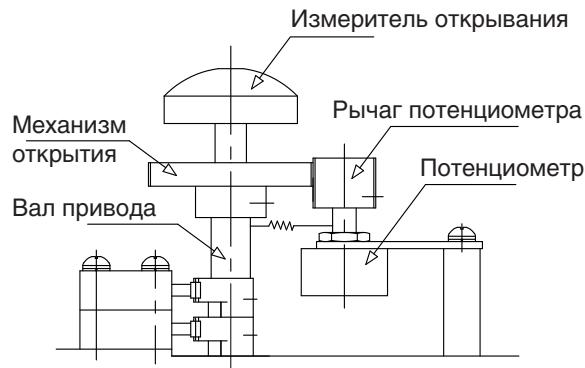 Измеритель открывания
Рычаг потенциометра
Механизм
открытия
Потенциометр
Вал привода